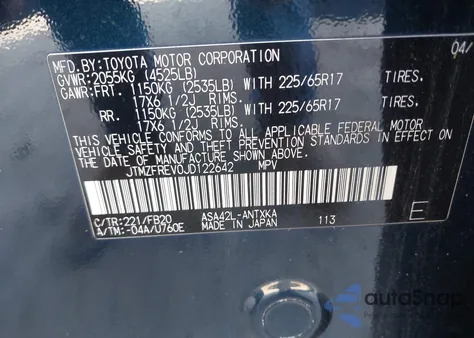 MFD.BY:TOYOTA MOTOR CORPORATION 04/
GVWR:2055KG (4525LB)
GAWR:FRT. 1150KG (2535LB) WITH 225/65R17 TIRES,
17X6 1/2J RIMS,
RR. 1150KG (2535LB) WITH 225/65R17 TIRES,
17X6 1/2J RIMS,
THIS VEHICLE CONFORMS TO ALL APPLICABLE FEDERAL MOTOR
VEHICLE SAFETY AND THEFT PREVENTION STANDARDS IN
EFFECT ON THE DATE OF MANUFACTURE SHOWN ABOVE.
JTMZFREV0JD122642 MPV
C/TR:221/FB20 ASA42L-ANTXKA 113 E
A/TM:-04A/U760E MADE IN JAPAN
autoSnap